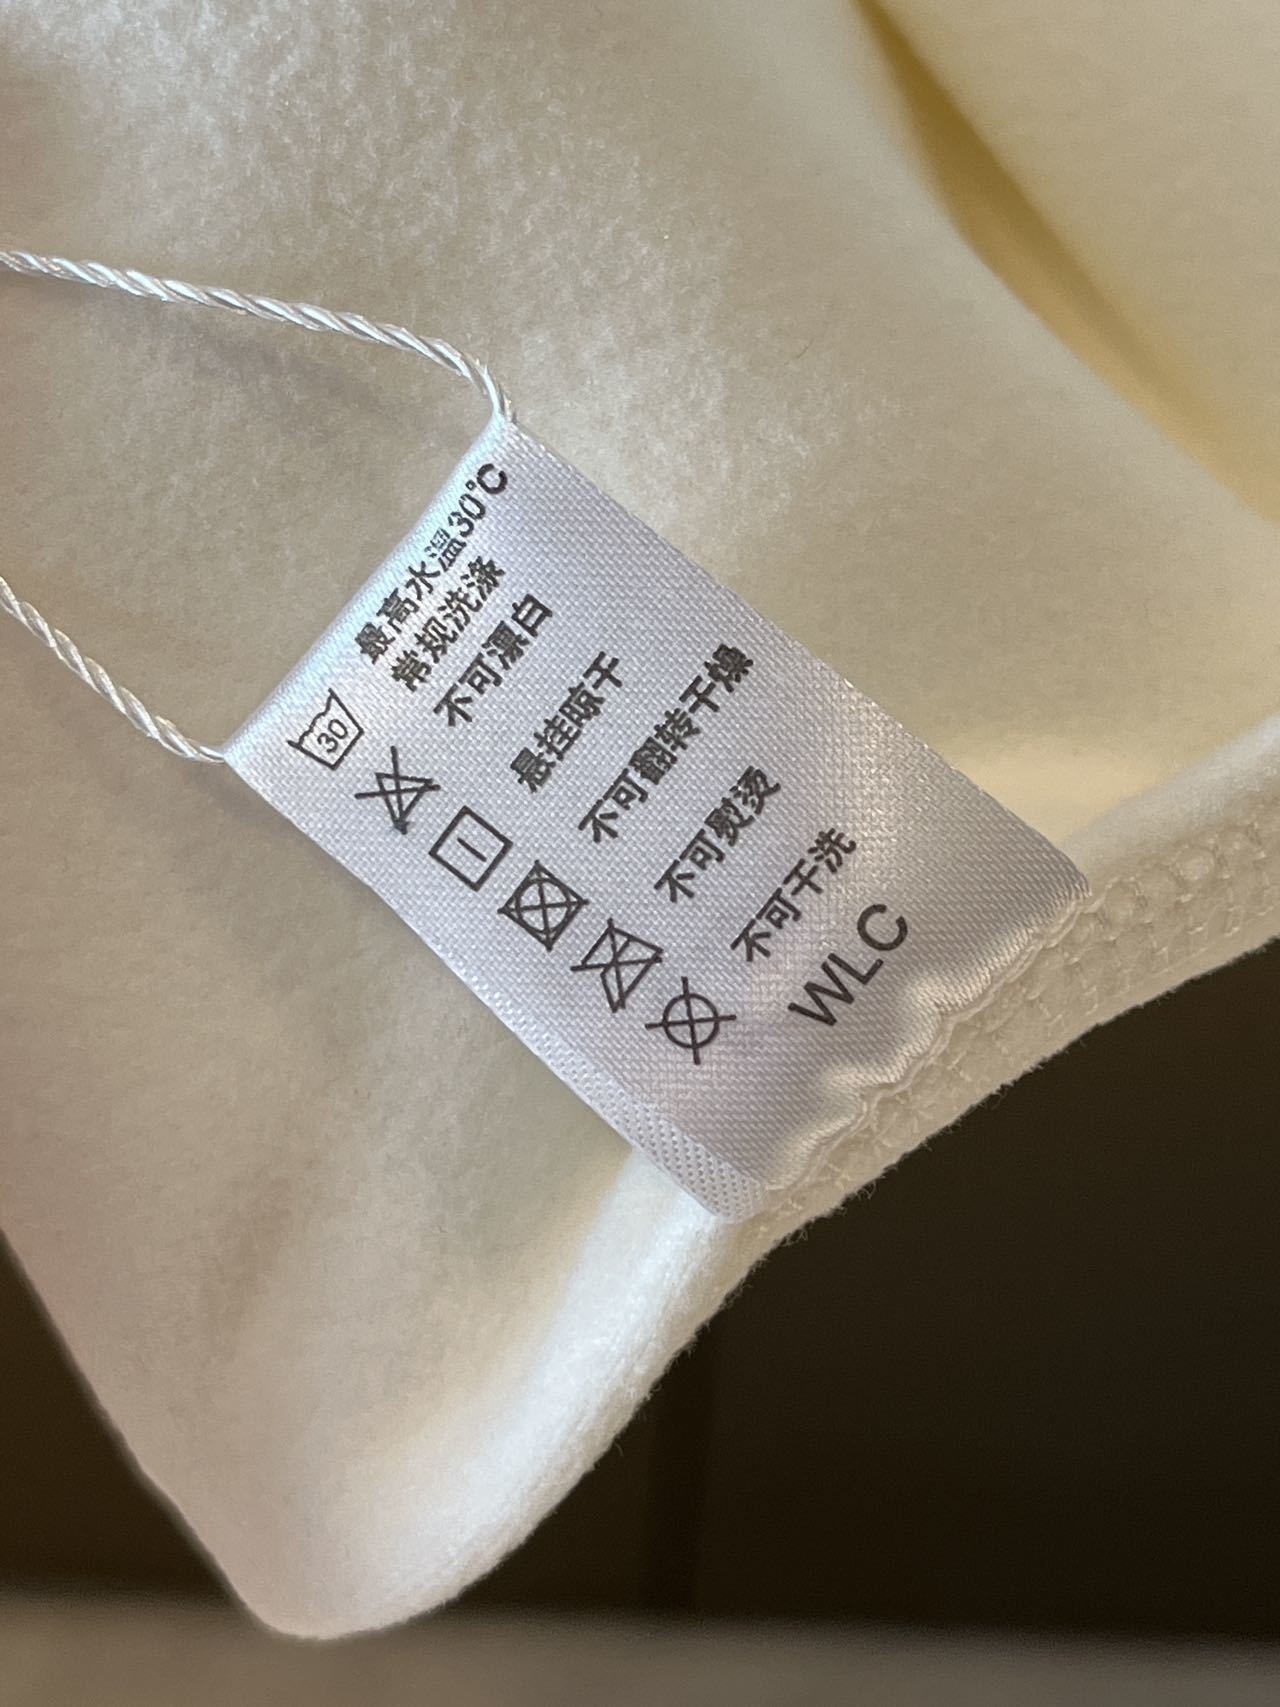 最高水温30℃
常规洗涤
30
不可漂白
悬挂晾干
不可翻转干燥
不可熨烫
不可干洗
WLC